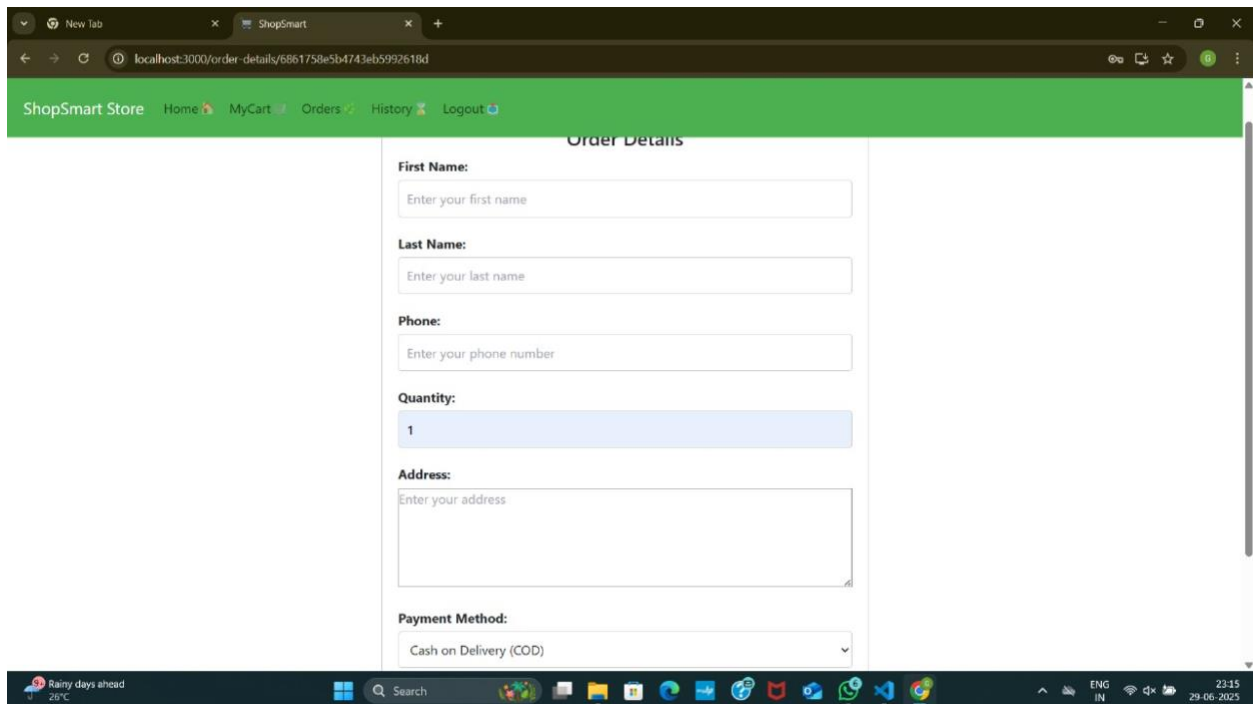 New Tab
ShopSmart
localhost:3000/order-details/6861758e5b4743eb5992618d
G
ShopSmart Store Home MyCart Orders History Logout
Order Details
First Name:
Enter your first name
Last Name:
Enter your last name
Phone:
Enter your phone number
Quantity:
1
Address:
Enter your address
Payment Method:
Cash on Delivery (COD)
Rainy days ahead
26°C
Search
ENG
IN
23:15
29-06-2025